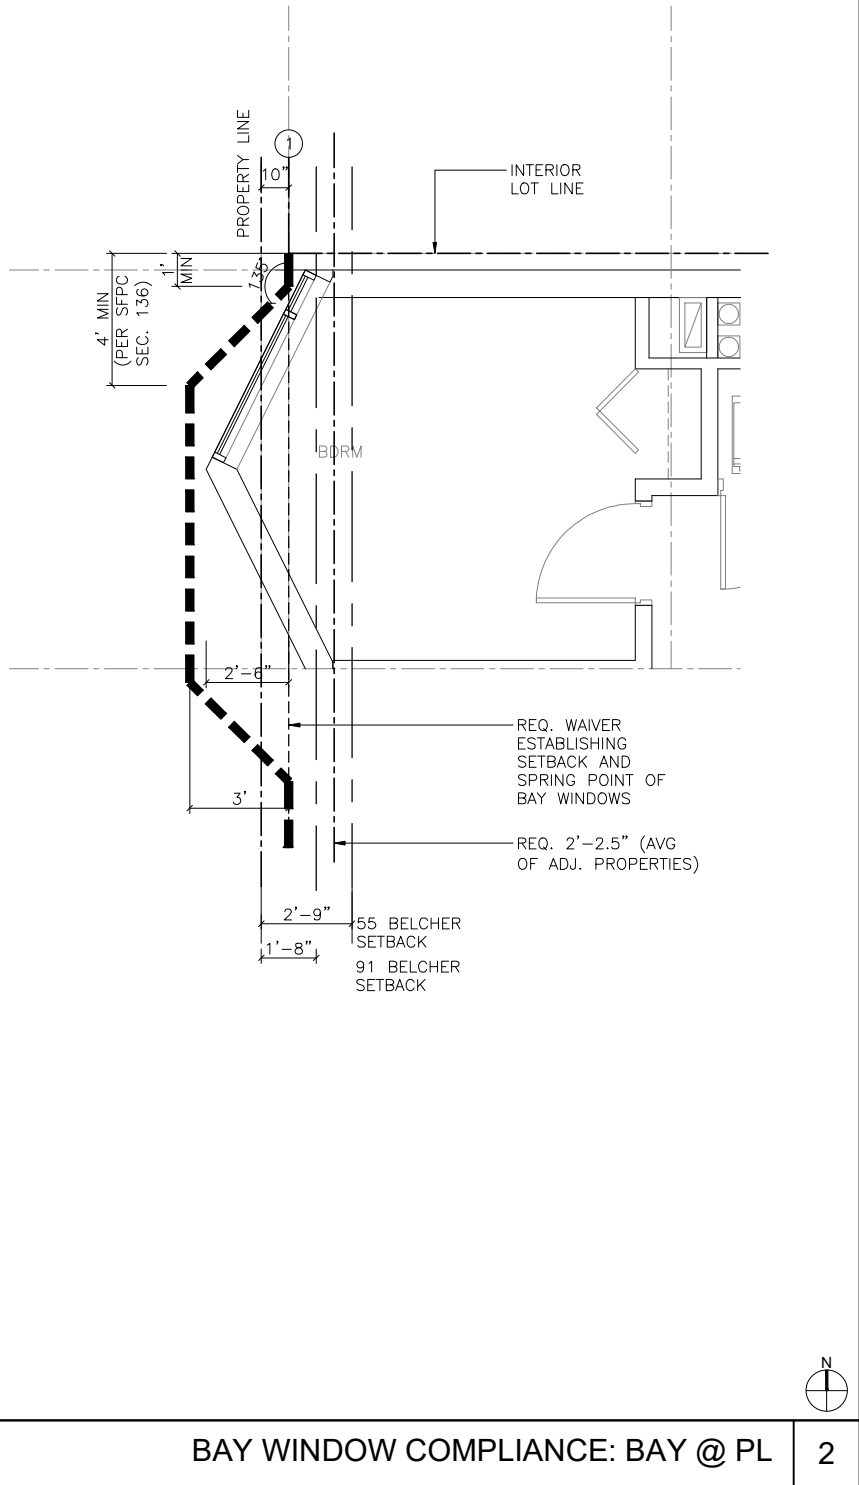 PROPERTY LINE
1
10”
INTERIOR
LOT LINE
1’
MIN
135
4’ MIN
(PER SFPC
SEC. 136)
BDRM
2’–6”
REQ. WAIVER
ESTABLISHING
SETBACK AND
SPRING POINT OF
BAY WINDOWS
3’
REQ. 2’–2.5” (AVG
OF ADJ. PROPERTIES)
2’–9”
55 BELCHER
SETBACK
1’–8”
91 BELCHER
SETBACK
N
BAY WINDOW COMPLIANCE: BAY @ PL
2